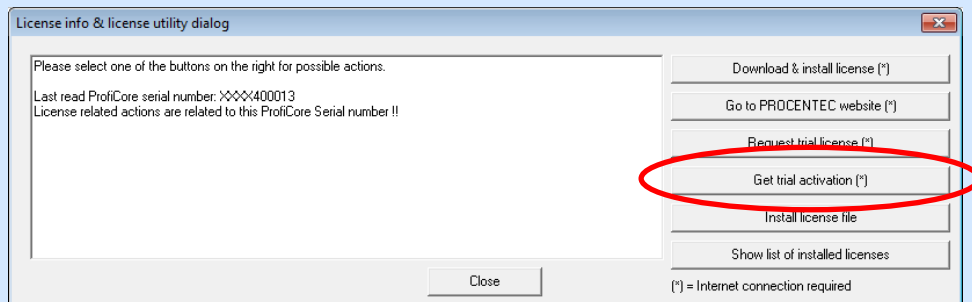 License info & license utility dialog
Please select one of the buttons on the right for possible actions.
Last read ProfiCore serial number: XXXX400013
License related actions are related to this ProfiCore Serial number !!
Download & install license (*)
Go to PROCENTEC website (*)
Request trial license (*)
Get trial activation (*)
Install license file
Show list of installed licenses
Close
(*) = Internet connection required